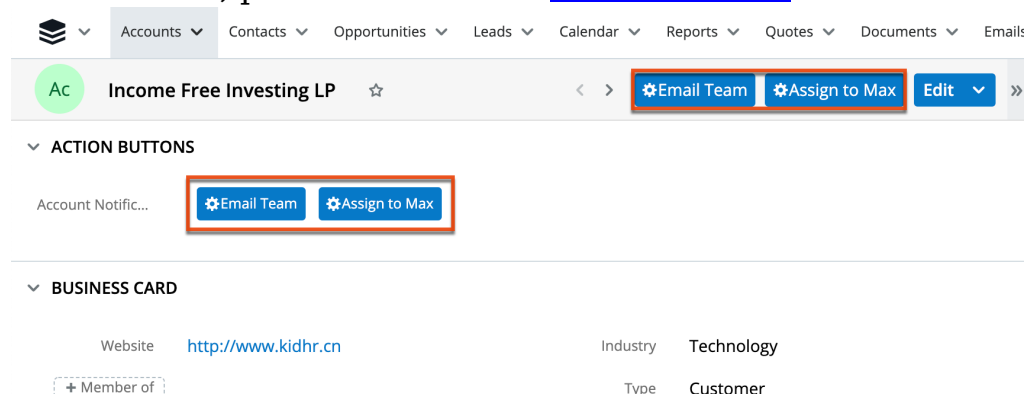 Accounts Contacts Opportunities Leads Calendar Reports Quotes Documents Emails
Ac Income Free Investing LP Email Team Assign to Max Edit »
ACTION BUTTONS
Account Notific... Email Team Assign to Max
BUSINESS CARD
Website http://www.kidhr.cn Industry Technology
+ Member of Type Customer